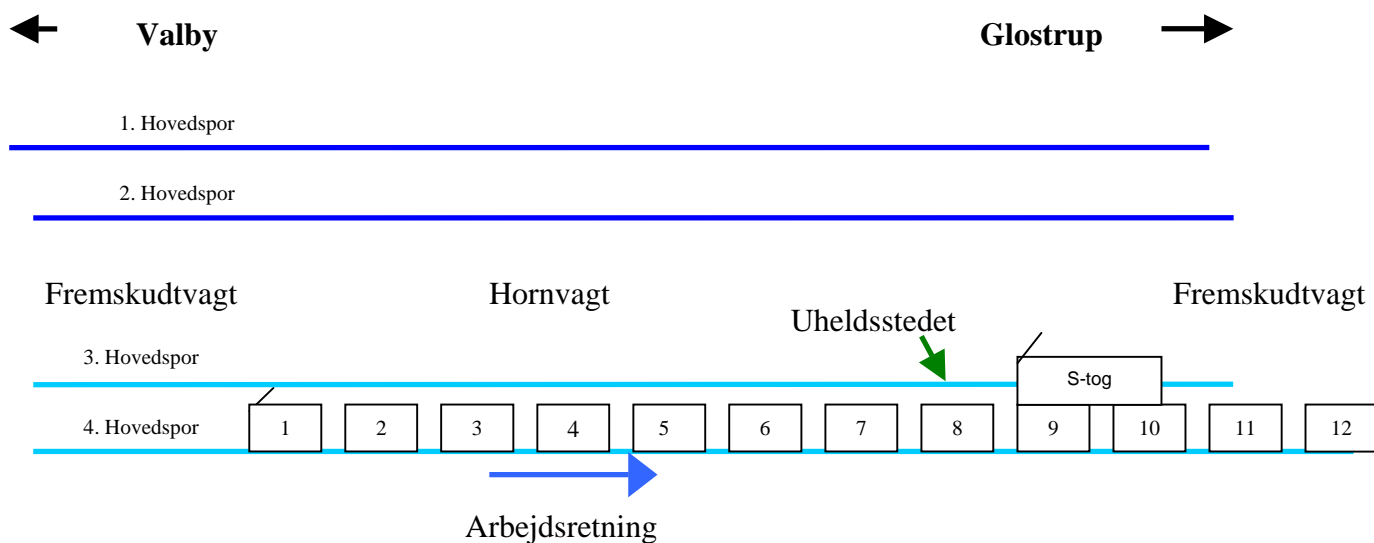 Valby Glostrup
1. Hovedspor
2. Hovedspor
Fremskudtvagt Hornvagt Fremskudtvagt
Uheldsstedet
3. Hovedspor
S-tog
4. Hovedspor 1 2 3 4 5 6 7 8 9 10 11 12
Arbejdsretning